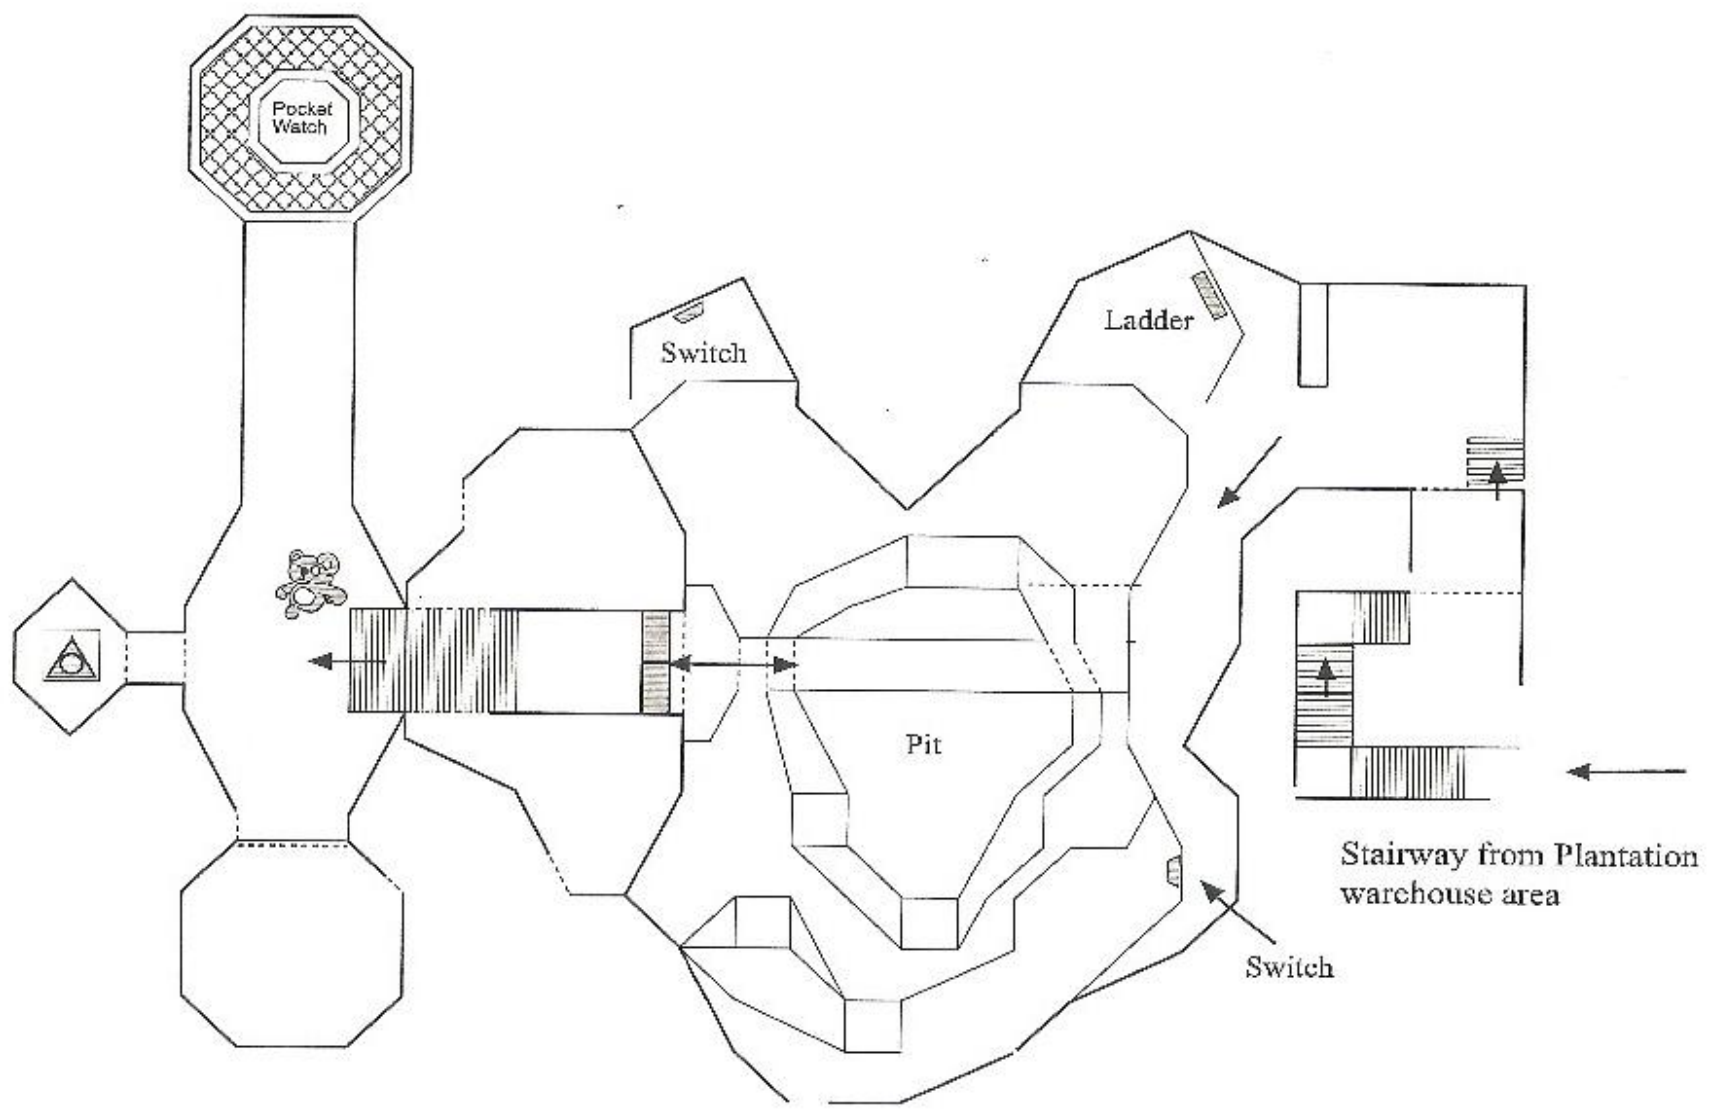 Pocket
Watch
Switch
Ladder
Pit
Stairway from Plantation
warehouse area
Switch